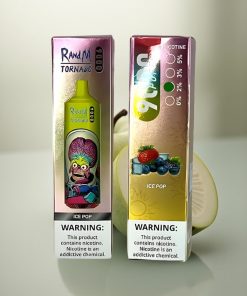 RandM
TORNADO
ICE POP
WARNING:
This product
contains nicotine.
Nicotine is an
addictive chemical.
NICOTINE
0%
2%
3%
5%
ICE POP
WARNING:
This product
contains nicotine.
Nicotine is an
addictive chemical.